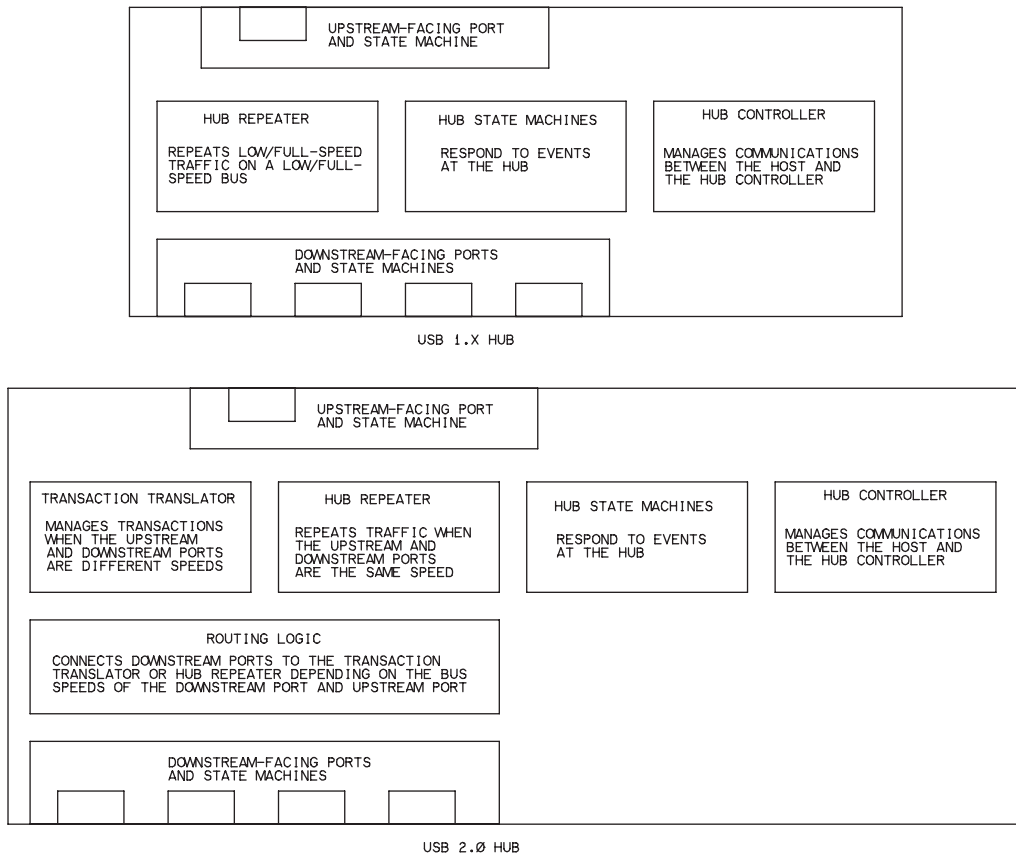 UPSTREAM-FACING PORT
AND STATE MACHINE
HUB REPEATER
REPEATS LOW/FULL-SPEED
TRAFFIC ON A LOW/FULL-
SPEED BUS
HUB STATE MACHINES
RESPOND TO EVENTS
AT THE HUB
HUB CONTROLLER
MANAGES COMMUNICATIONS
BETWEEN THE HOST AND
THE HUB CONTROLLER
DOWNSTREAM-FACING PORTS
AND STATE MACHINES
USB 1.X HUB
UPSTREAM-FACING PORT
AND STATE MACHINE
TRANSACTION TRANSLATOR
MANAGES TRANSACTIONS
WHEN THE UPSTREAM
AND DOWNSTREAM PORTS
ARE DIFFERENT SPEEDS
HUB REPEATER
REPEATS TRAFFIC WHEN
THE UPSTREAM AND
DOWNSTREAM PORTS
ARE THE SAME SPEED
HUB STATE MACHINES
RESPOND TO EVENTS
AT THE HUB
HUB CONTROLLER
MANAGES COMMUNICATIONS
BETWEEN THE HOST AND
THE HUB CONTROLLER
ROUTING LOGIC
CONNECTS DOWNSTREAM PORTS TO THE TRANSACTION
TRANSLATOR OR HUB REPEATER DEPENDING ON THE BUS
SPEEDS OF THE DOWNSTREAM PORT AND UPSTREAM PORT
DOWNSTREAM-FACING PORTS
AND STATE MACHINES
USB 2.0 HUB